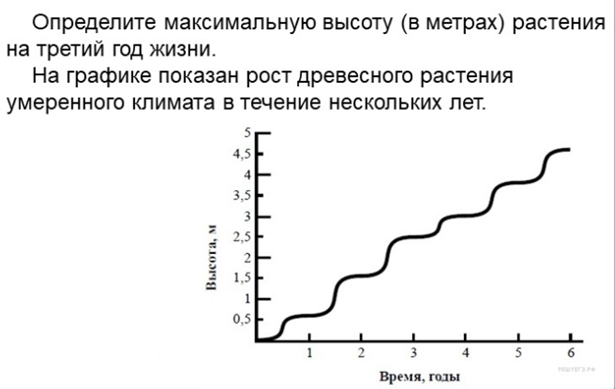 Определите максимальную высоту (в метрах) растения
на третий год жизни.
На графике показан рост древесного растения
умеренного климата в течение нескольких лет.
5
4,5
4
3,5
3
2,5
2
1,5
1
0,5
Высота, м
1 2 3 4 5 6
Время, годы
РЕШУЕГЭ.РФ